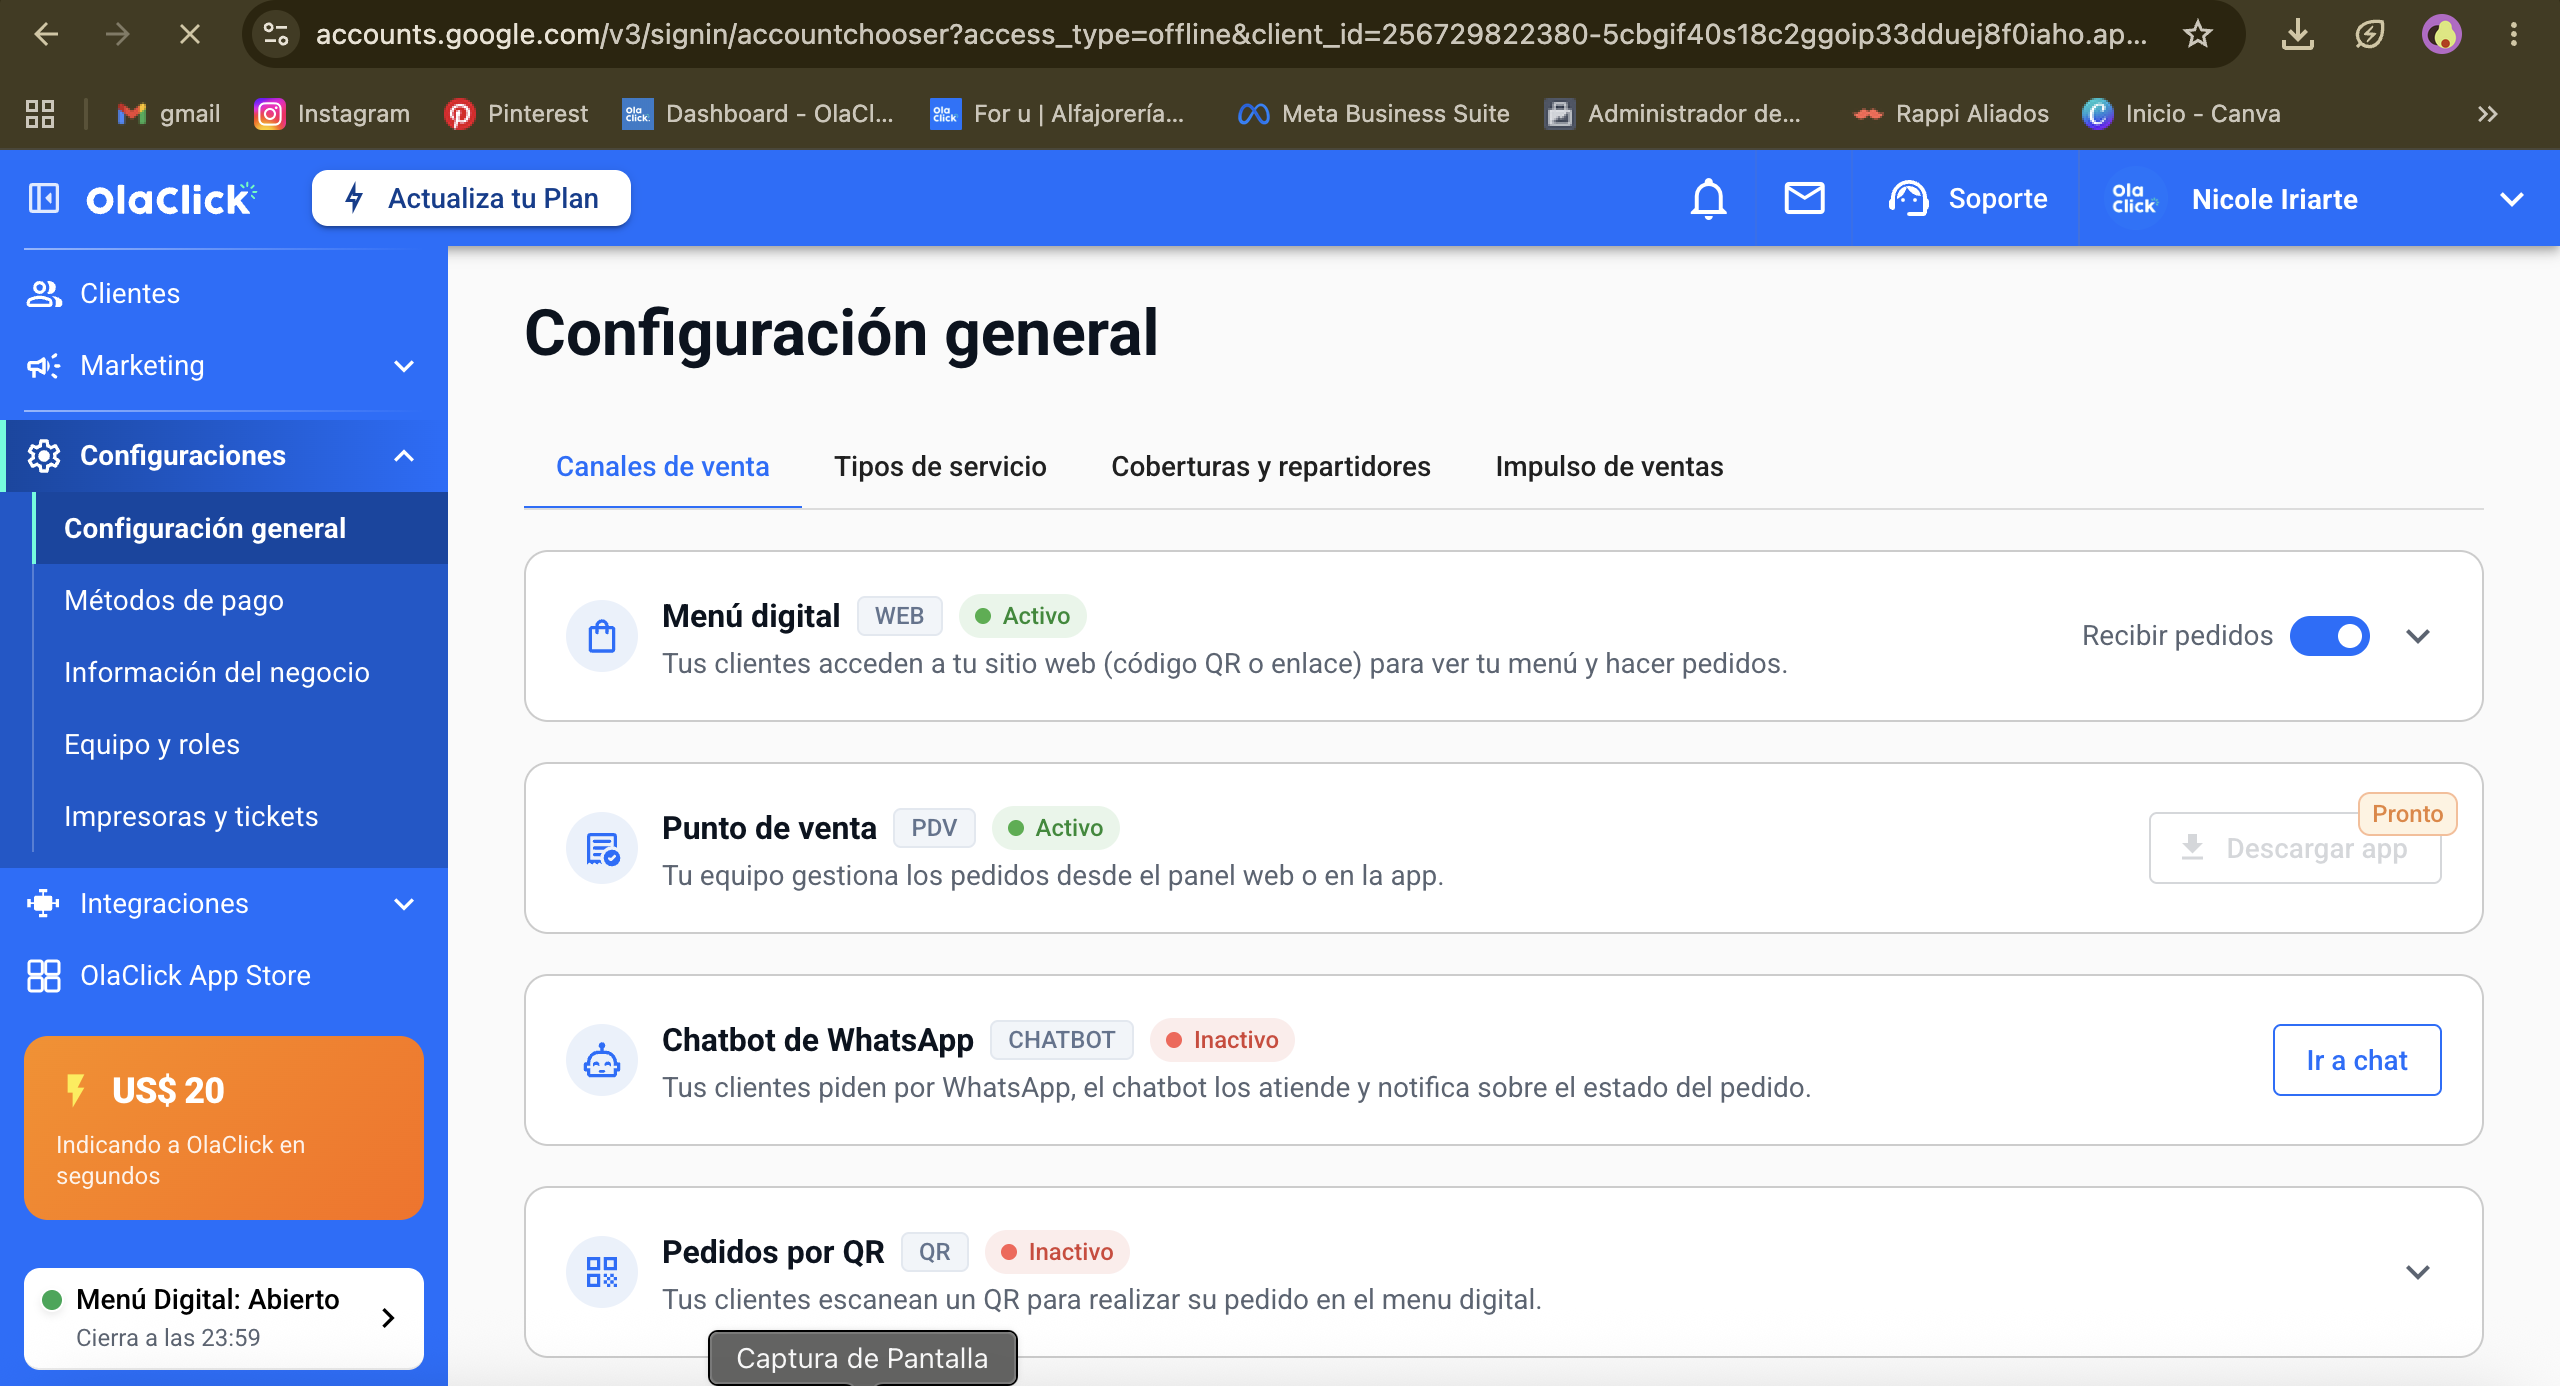 accounts.google.com/v3/signin/accountchooser?access_type=offline&client_id=256729822380-5cbgif40s18c2ggoip33dduej8f0iaho.ap...
gmail
Instagram
Pinterest
Ola Click.
Dashboard - OlaCl...
Ola Click
For u | Alfajorería...
Meta Business Suite
Administrador de...
Rappi Aliados
Inicio - Canva
olaclick
Actualiza tu Plan
Soporte
Ola Click
Nicole Iriarte
Clientes
Marketing
Configuraciones
Configuración general
Métodos de pago
Información del negocio
Equipo y roles
Impresoras y tickets
Integraciones
OlaClick App Store
US$ 20
Indicando a OlaClick en
segundos
Menú Digital: Abierto
Cierra a las 23:59
Configuración general
Canales de venta
Tipos de servicio
Coberturas y repartidores
Impulso de ventas
Menú digital WEB Activo
Tus clientes acceden a tu sitio web (código QR o enlace) para ver tu menú y hacer pedidos.
Recibir pedidos
Punto de venta PDV Activo
Tu equipo gestiona los pedidos desde el panel web o en la app.
Pronto
Descargar app
Chatbot de WhatsApp CHATBOT Inactivo
Tus clientes piden por WhatsApp, el chatbot los atiende y notifica sobre el estado del pedido.
Ir a chat
Pedidos por QR QR Inactivo
Tus clientes escanean un QR para realizar su pedido en el menu digital.
Captura de Pantalla